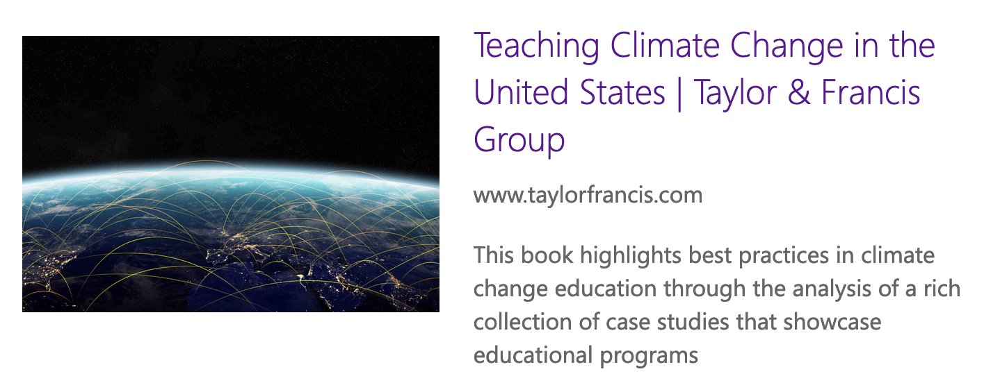 Teaching Climate Change in the
United States | Taylor & Francis
Group
www.taylorfrancis.com
This book highlights best practices in climate
change education through the analysis of a rich
collection of case studies that showcase
educational programs